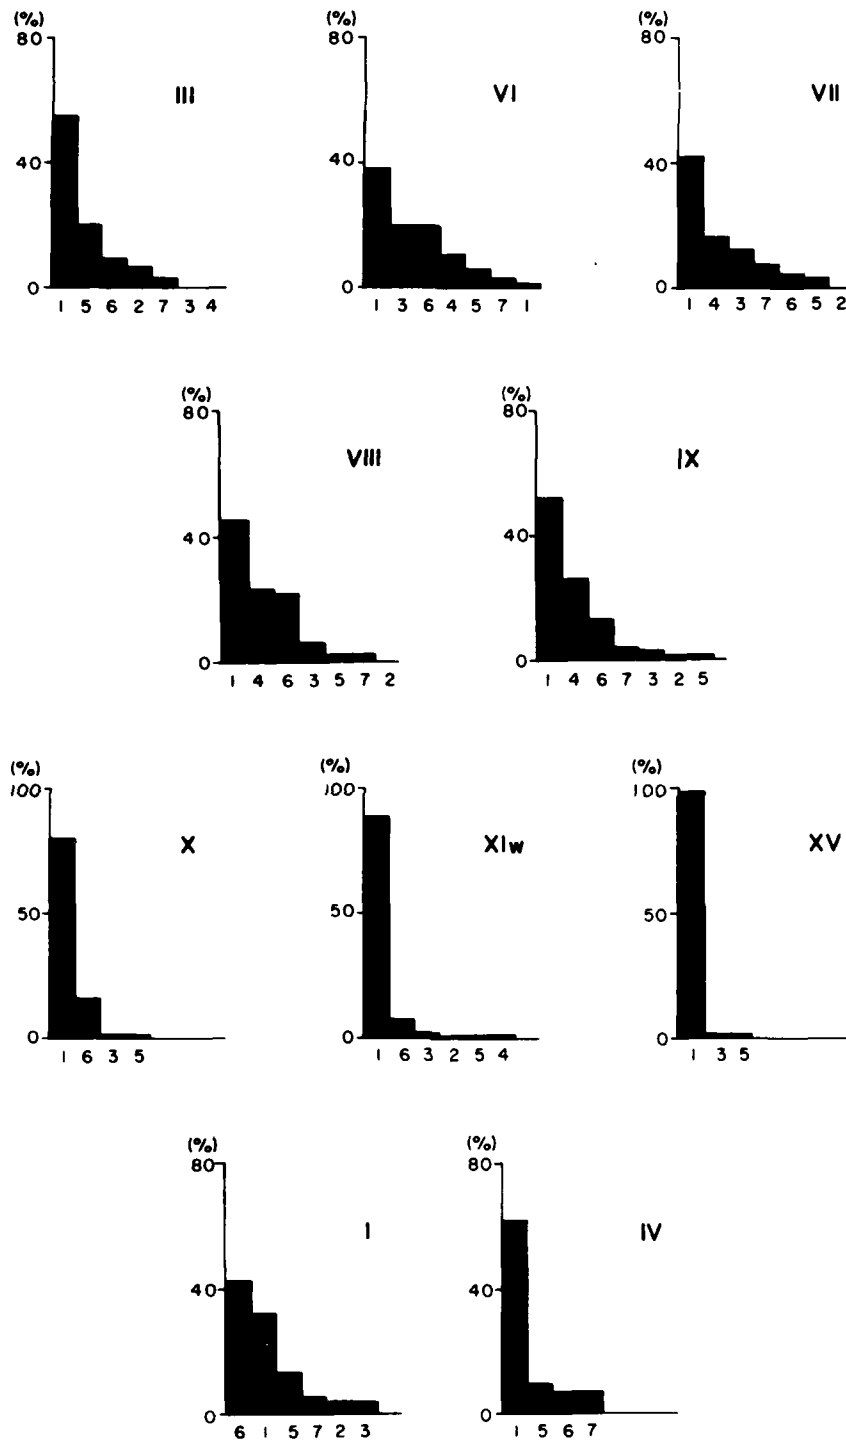 (%) (%) (%)
80 80 80
III VI VII
40 40 40
0 0 0
1 5 6 2 7 3 4 1 3 6 4 5 7 1 1 4 3 7 6 5 2
(%) (%)
80 80
VIII IX
40 40
0 0
1 4 6 3 5 7 2 1 4 6 7 3 2 5
(%) (%) (%)
100 100 100
X XIw XV
50 50 50
0 0 0
1 6 3 5 1 6 3 2 5 4 1 3 5
(%) (%)
80 80
I IV
40 40
0 0
6 1 5 7 2 3 1 5 6 7